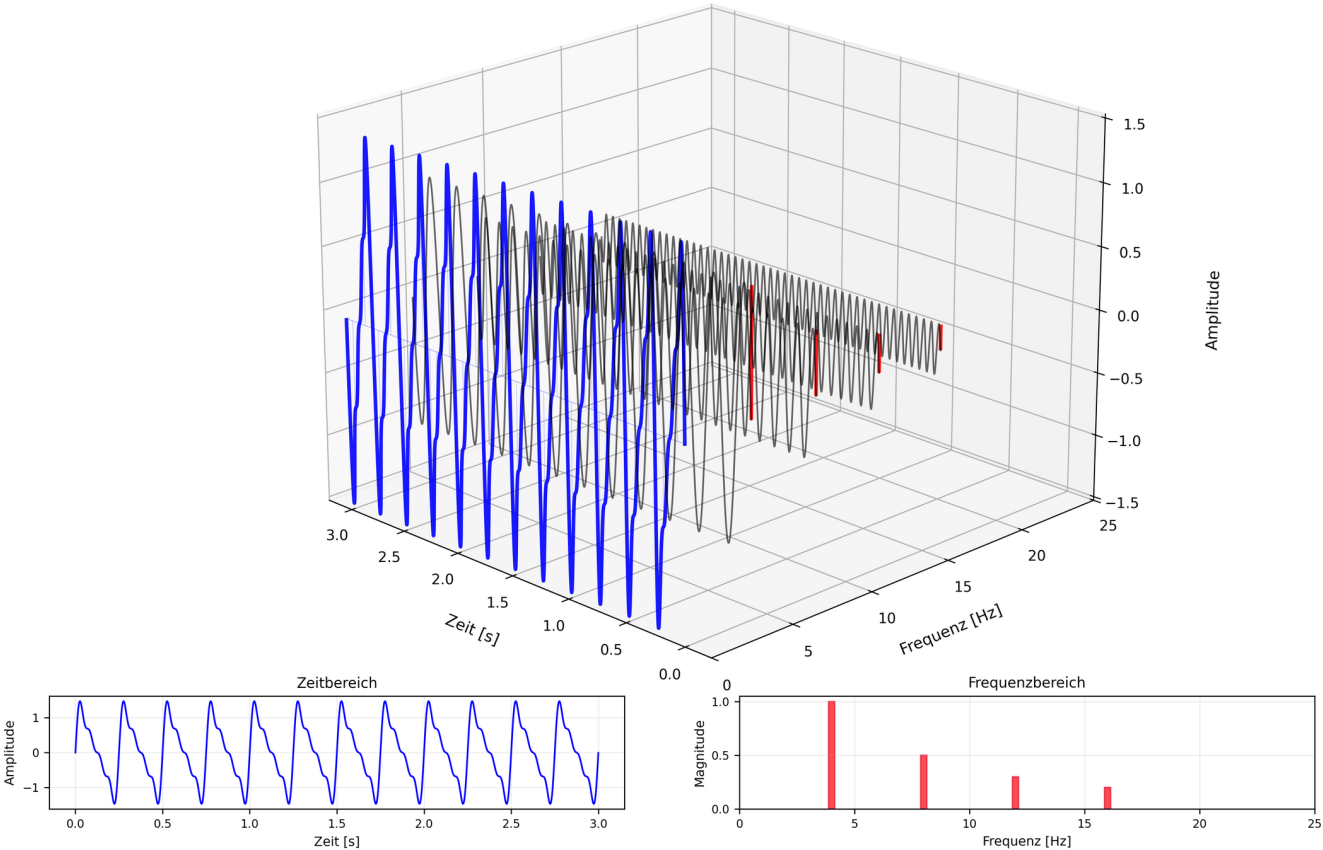 1.5
1.0
0.5
0.0
−0.5
−1.0
−1.5
Amplitude
3.0
2.5
2.0
1.5
1.0
0.5
0.0
Zeit [s]
0
5
10
15
20
25
Frequenz [Hz]
Zeitbereich
1
0
−1
Amplitude
0.0 0.5 1.0 1.5 2.0 2.5 3.0
Zeit [s]
Frequenzbereich
1.0
0.5
0.0
Magnitude
0 5 10 15 20 25
Frequenz [Hz]